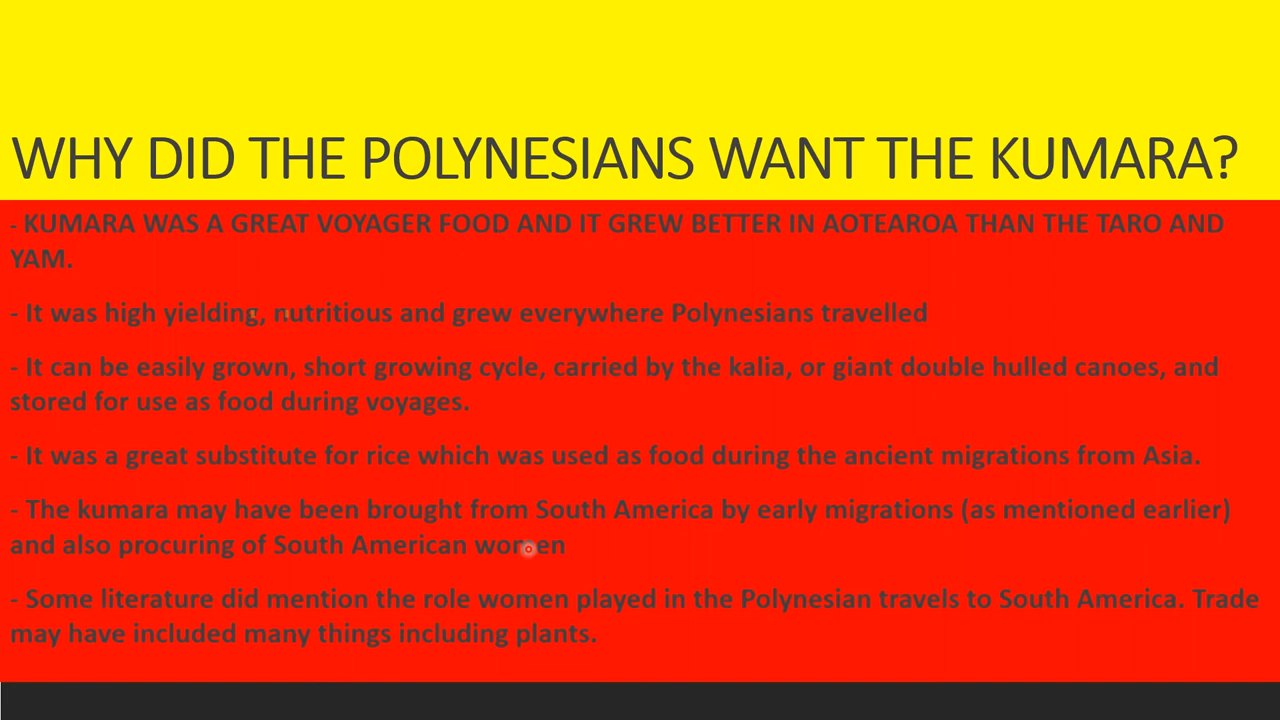 WHY DID THE POLYNESIANS WANT THE KUMARA?
- KUMARA WAS A GREAT VOYAGER FOOD AND IT GREW BETTER IN AOTEAROA THAN THE TARO AND
YAM.
- It was high yielding, nutritious and grew everywhere Polynesians travelled
- It can be easily grown, short growing cycle, carried by the kalia, or giant double hulled canoes, and
stored for use as food during voyages.
- It was a great substitute for rice which was used as food during the ancient migrations from Asia.
- The kumara may have been brought from South America by early migrations (as mentioned earlier)
and also procuring of South American women
- Some literature did mention the role women played in the Polynesian travels to South America. Trade
may have included many things including plants.